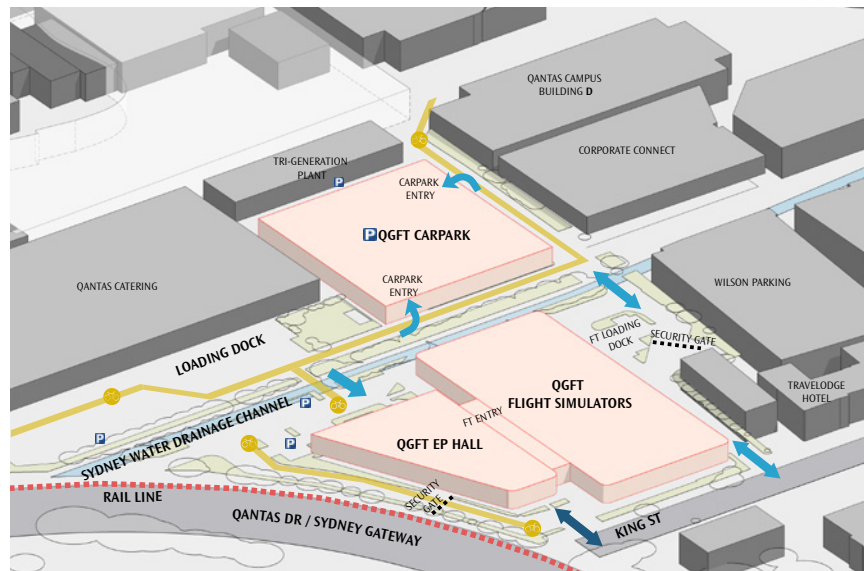 QANTAS CAMPUS
BUILDING D
CORPORATE CONNECT
TRI-GENERATION
PLANT
P
CARPARK
ENTRY
P QGFT CARPARK
QANTAS CATERING
CARPARK
ENTRY
WILSON PARKING
LOADING DOCK
FT LOADING
DOCK
SECURITY GATE
QGFT
FLIGHT SIMULATORS
TRAVELODGE
HOTEL
P
P
P
FT ENTRY
QGFT EP HALL
SYDNEY WATER DRAINAGE CHANNEL
RAIL LINE
SECURITY
GATE
QANTAS DR / SYDNEY GATEWAY
KING ST